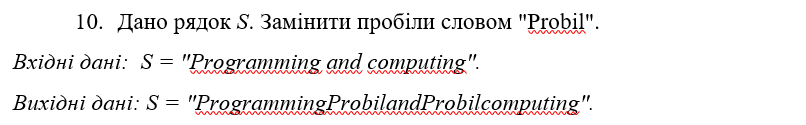 10. Дано рядок S. Замінити пробіли словом "Probil".
Вхідні дані: S = "Programming and computing".
Вихідні дані: S = "ProgrammingProbilandProbilcomputing".